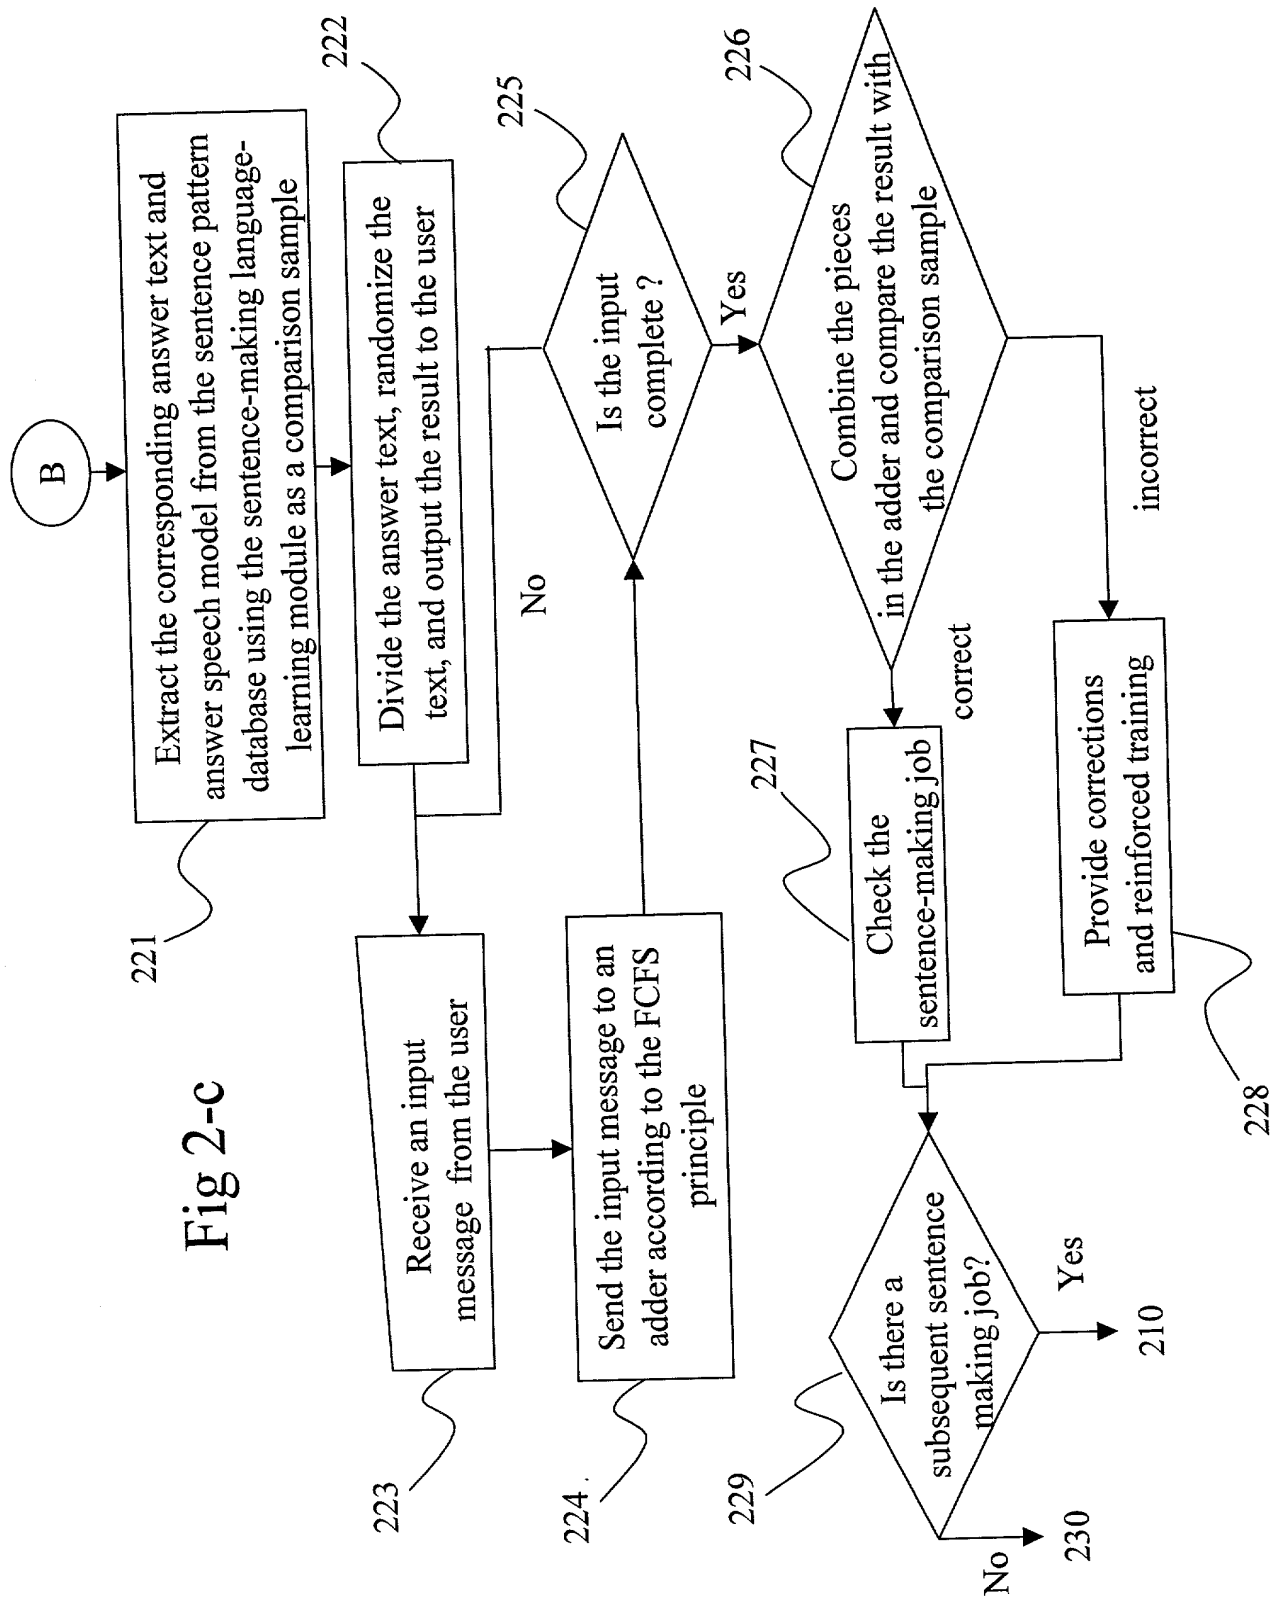 B
Extract the corresponding answer text and
answer speech model from the sentence pattern
database using the sentence-making language-
learning module as a comparison sample
221
Divide the answer text, randomize the
text, and output the result to the user
222
Fig 2-c
Receive an input
message from the user
223
No
Send the input message to an
adder according to the FCFS
principle
224
Is the input
complete ?
225
Yes
Combine the pieces
in the adder and compare the result with
the comparison sample
226
correct
incorrect
Check the
sentence-making job
227
Provide corrections
and reinforced training
228
Is there a
subsequent sentence
making job?
229
Yes
210
No
230